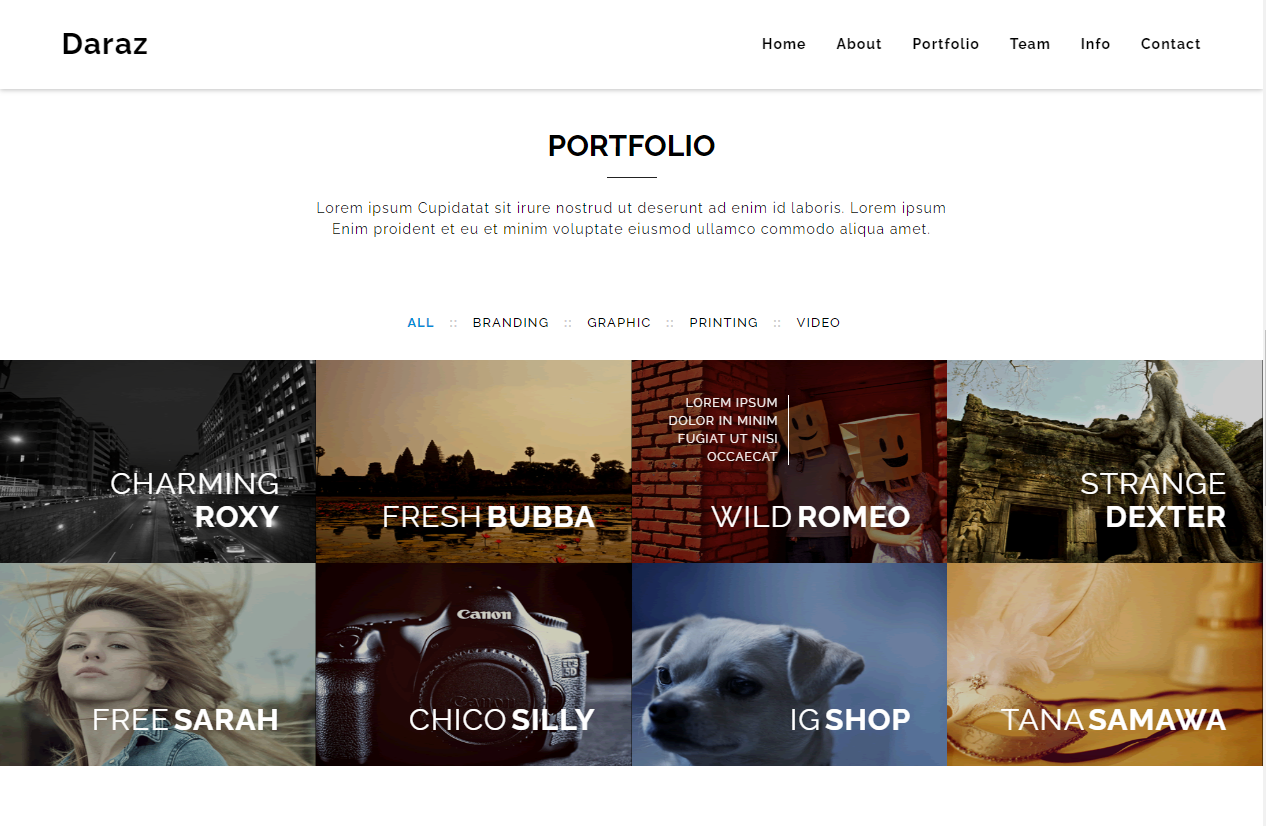 Daraz
Home About Portfolio Team Info Contact
PORTFOLIO
Lorem ipsum Cupidatat sit irure nostrud ut deserunt ad enim id laboris. Lorem ipsum
Enim proident et eu et minim voluptate eiusmod ullamco commodo aliqua amet.
ALL :: BRANDING :: GRAPHIC :: PRINTING :: VIDEO
CHARMING
ROXY
FRESH BUBBA
LOREM IPSUM
DOLOR IN MINIM
FUGIAT UT NISI
OCCAECAT
WILD ROMEO
STRANGE
DEXTER
FREE SARAH
Canon
EOS
5D
Canon
CHICO SILLY
IG SHOP
TANA SAMAWA